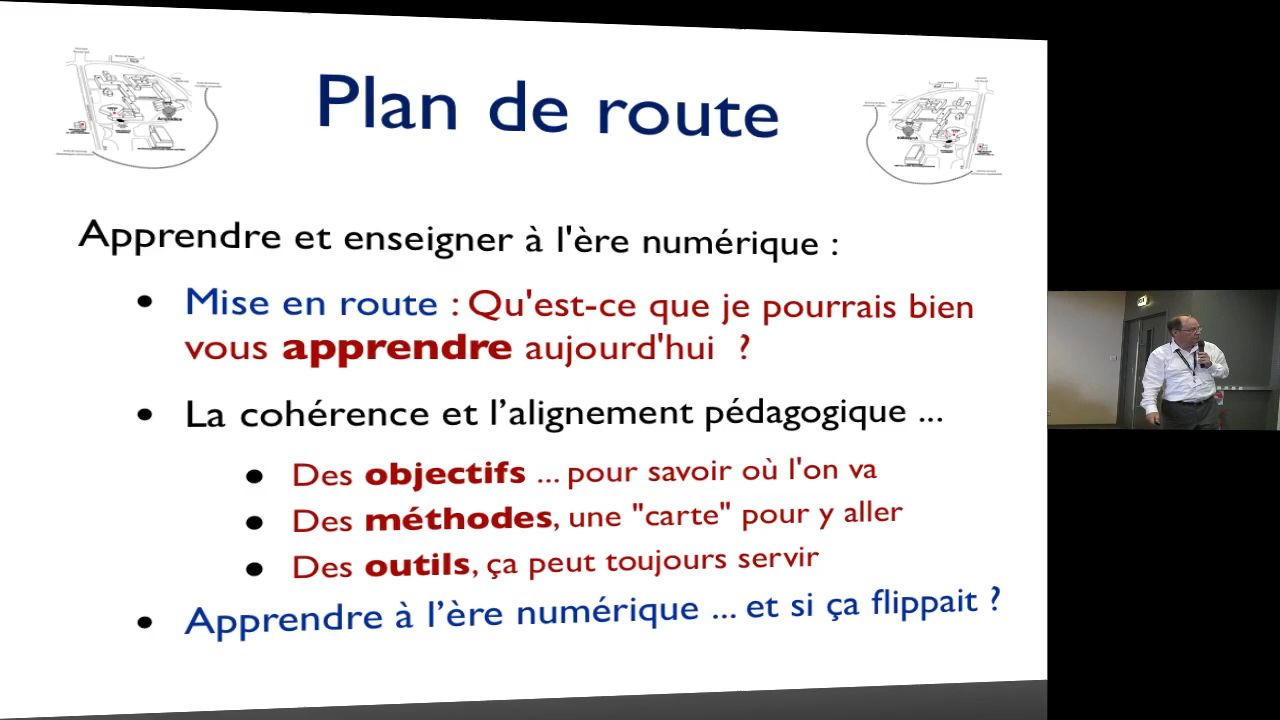 Plan de route
Apprendre et enseigner à l'ère numérique :
• Mise en route : Qu'est-ce que je pourrais bien
vous apprendre aujourd'hui ?
• La cohérence et l’alignement pédagogique ...
• Des objectifs ... pour savoir où l'on va
• Des méthodes, une "carte" pour y aller
• Des outils, ça peut toujours servir
• Apprendre à l’ère numérique ... et si ça flippait ?